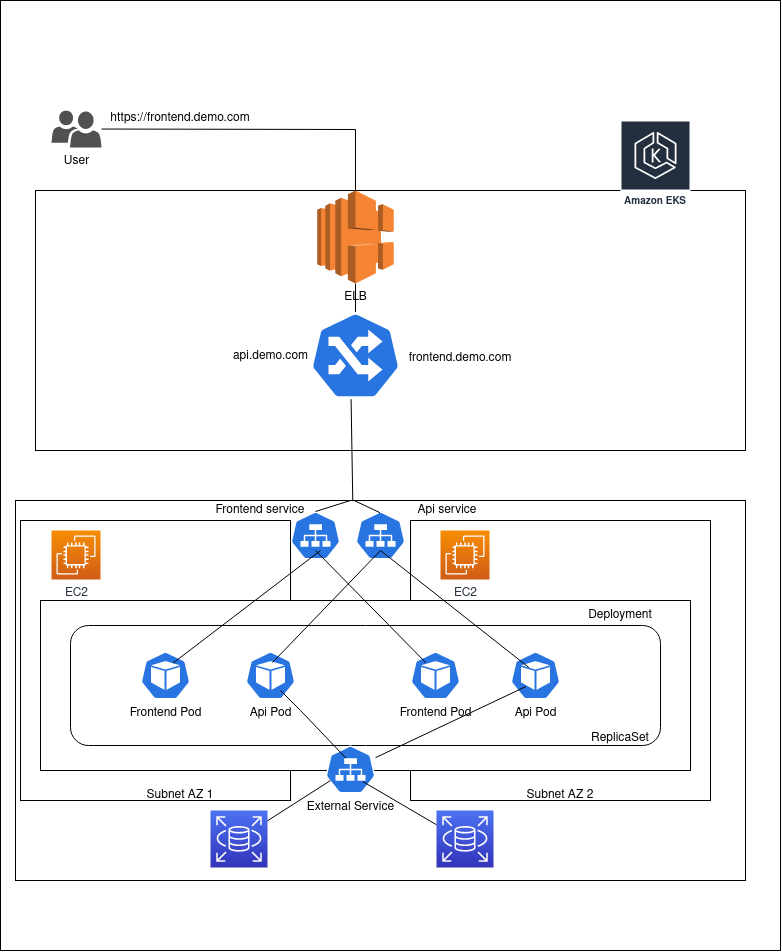 https://frontend.demo.com
User
Amazon EKS
ELB
api.demo.com
frontend.demo.com
Frontend service
Api service
EC2
EC2
Deployment
Frontend Pod
Api Pod
Frontend Pod
Api Pod
ReplicaSet
Subnet AZ 1
Subnet AZ 2
External Service